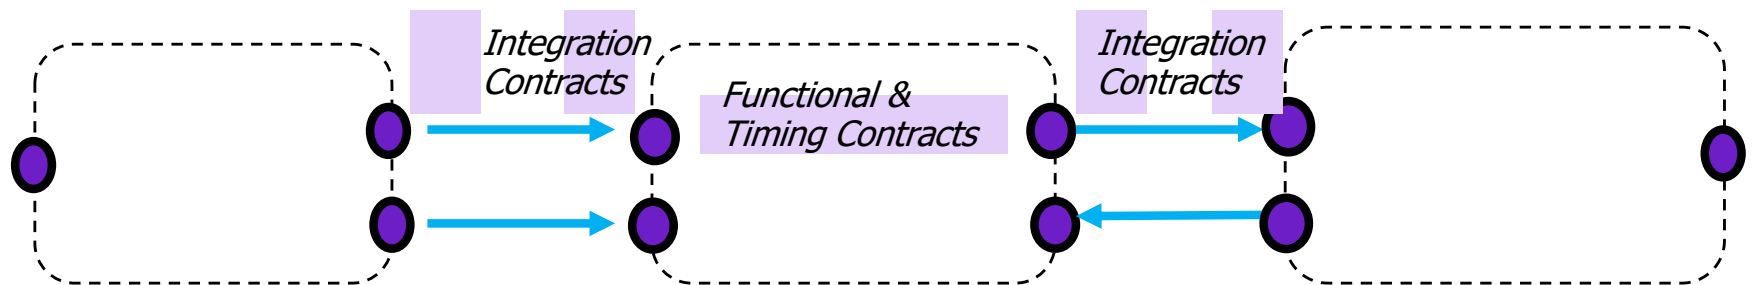 Integration
Contracts
Functional &
Timing Contracts
Integration
Contracts